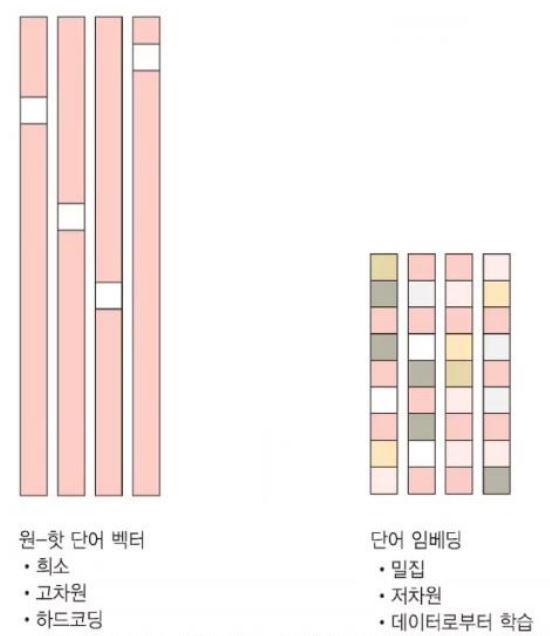 원-핫 단어 벡터
• 희소
• 고차원
• 하드코딩
단어 임베딩
• 밀집
• 저차원
• 데이터로부터 학습